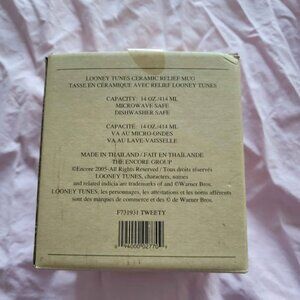 LOONEY TUNES CERAMIC RELIEF MUG
TASSE EN CERAMIQUE AVEC RELIEF LOONEY TUNES
CAPACITY: 14 OZ./414 ML
MICROWAVE SAFE
DISHWASHER SAFE
CAPACITE: 14 OZ./414 ML
VA AU MICRO-ONDES
VA AU LAVE-VAISSELLE
MADE IN THAILAND / FAIT EN THAÏLANDE
THE ENCORE GROUP
©Encore 2005-All Rights Reserved / Tous droits réservés
LOONEY TUNES, characters, names
and related indicia are trademarks of and ©Warner Bros.
LOONEY TUNES, les personnages, les attestations et les noms afférents
sont des marques de commerce et des © de Warner Bros.
F731931 TWEETY